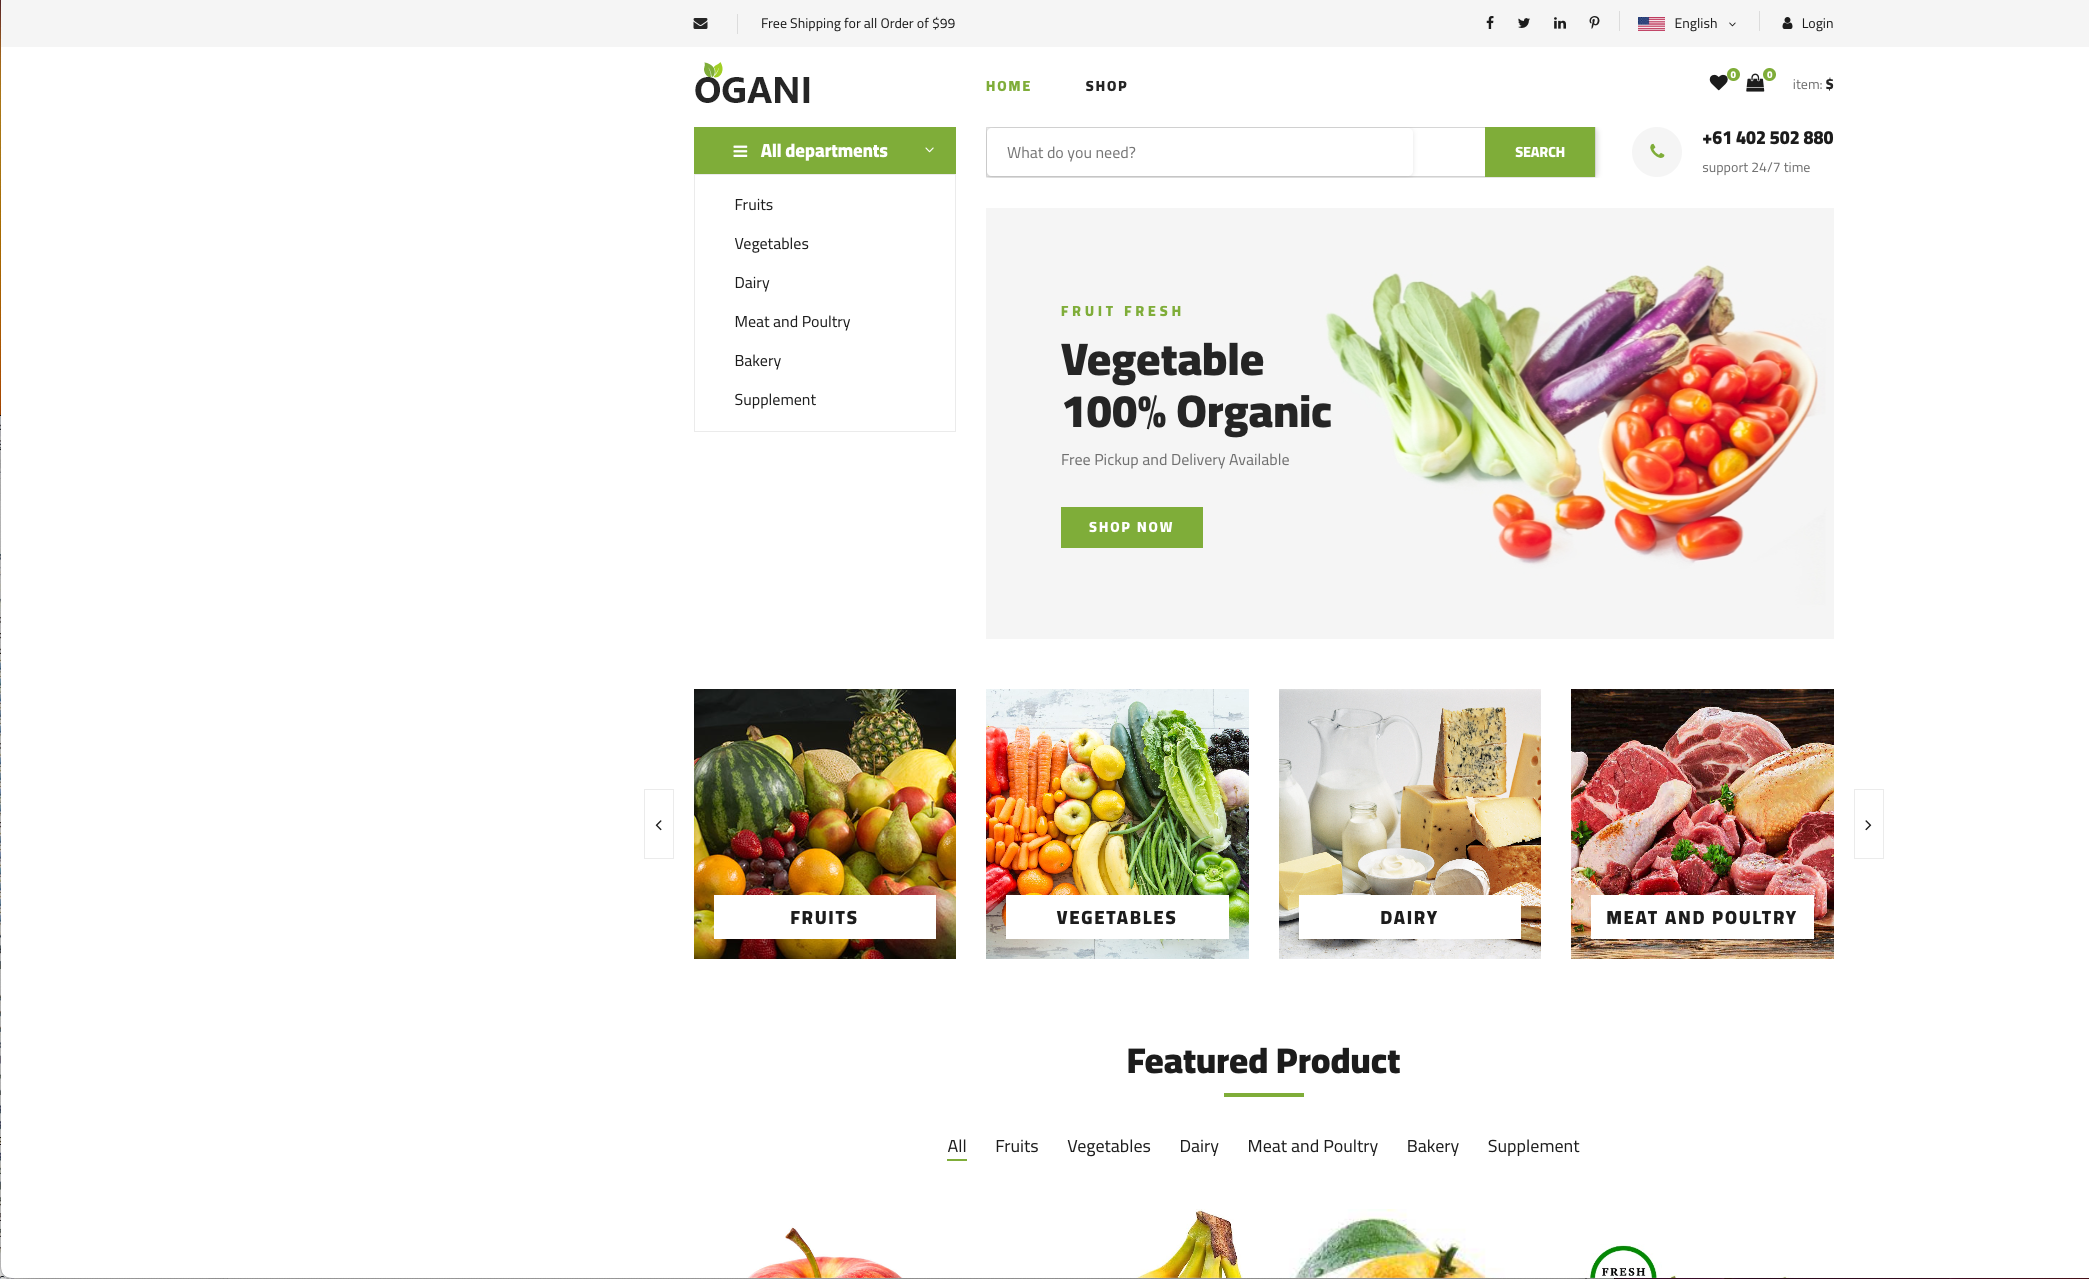 Free Shipping for all Order of $99
English
Login
OGANI
HOME
SHOP
0
0
item: $
All departments
What do you need?
SEARCH
+61 402 502 880
support 24/7 time
Fruits
Vegetables
Dairy
Meat and Poultry
Bakery
Supplement
FRUIT FRESH
Vegetable
100% Organic
Free Pickup and Delivery Available
SHOP NOW
FRUITS
VEGETABLES
DAIRY
MEAT AND POULTRY
Featured Product
All Fruits Vegetables Dairy Meat and Poultry Bakery Supplement
FRESH